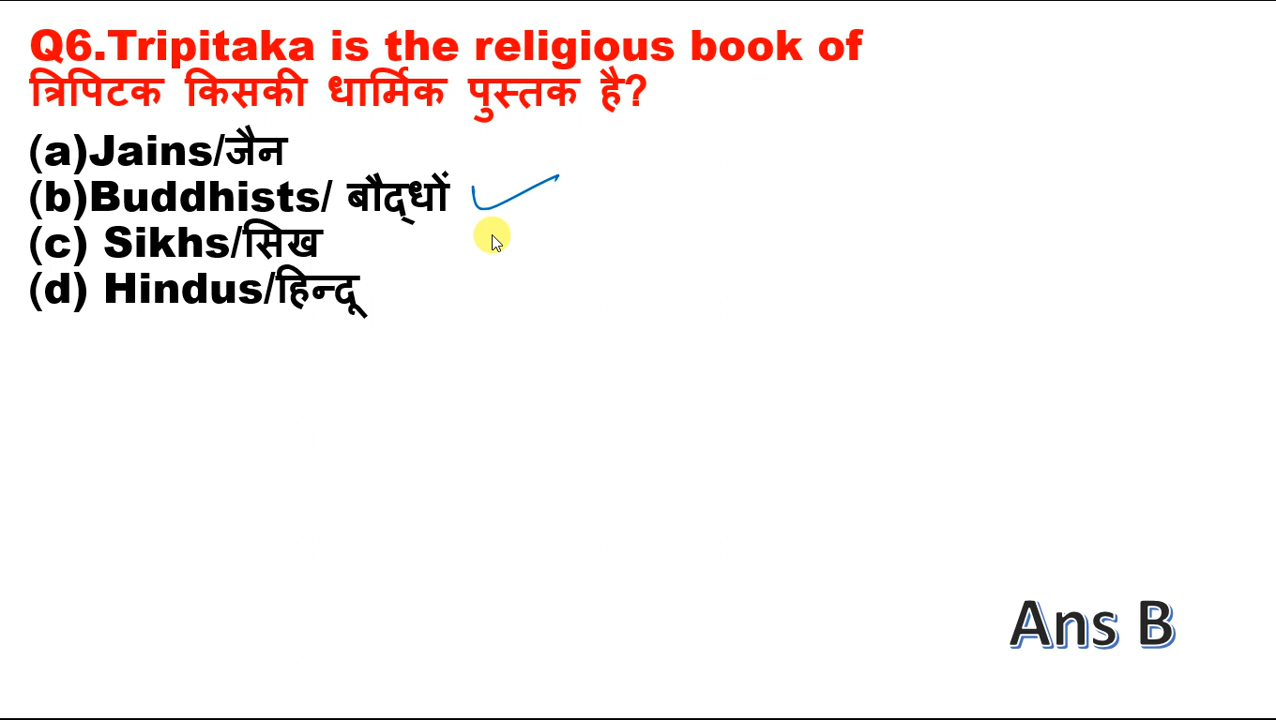 Q6.Tripitaka is the religious book of
त्रिपिटक किसकी धार्मिक पुस्तक है?
(a)Jains/जैन
(b)Buddhists/ बौद्धों
(c) Sikhs/सिख
(d) Hindus/हिन्दू
Ans B